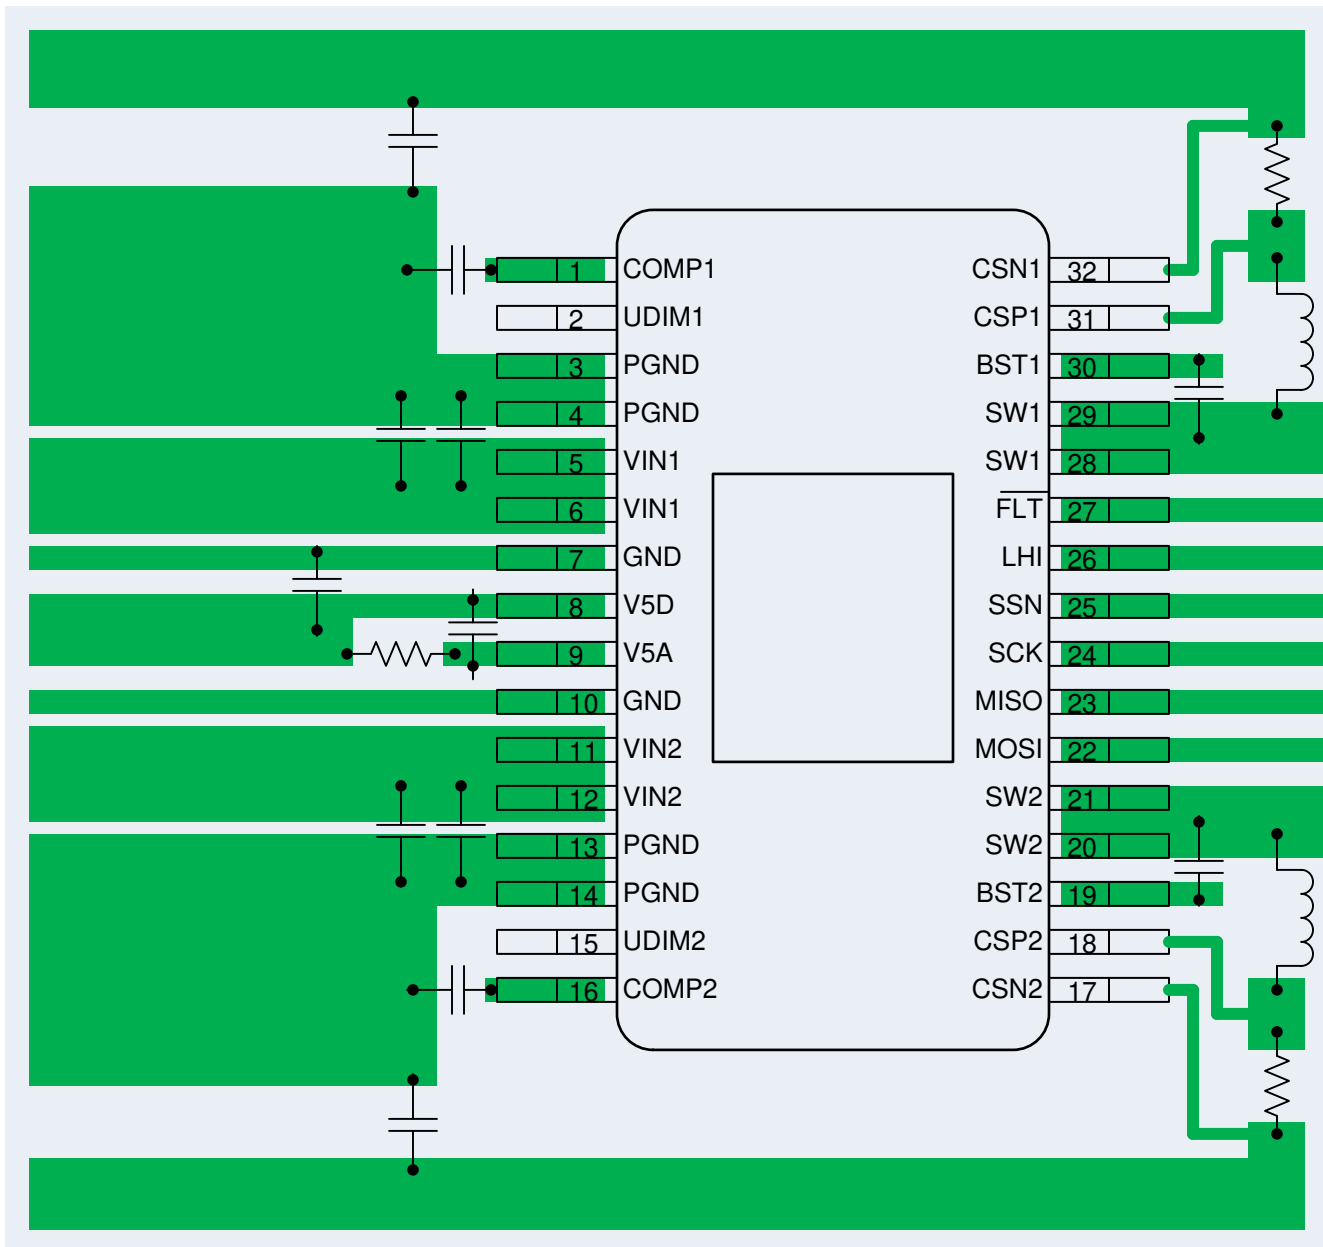 1 COMP1 CSN1 32
2 UDIM1 CSP1 31
3 PGND BST1 30
4 PGND SW1 29
5 VIN1 SW1 28
6 VIN1 FLT 27
7 GND LHI 26
8 V5D SSN 25
9 V5A SCK 24
10 GND MISO 23
11 VIN2 MOSI 22
12 VIN2 SW2 21
13 PGND SW2 20
14 PGND BST2 19
15 UDIM2 CSP2 18
16 COMP2 CSN2 17